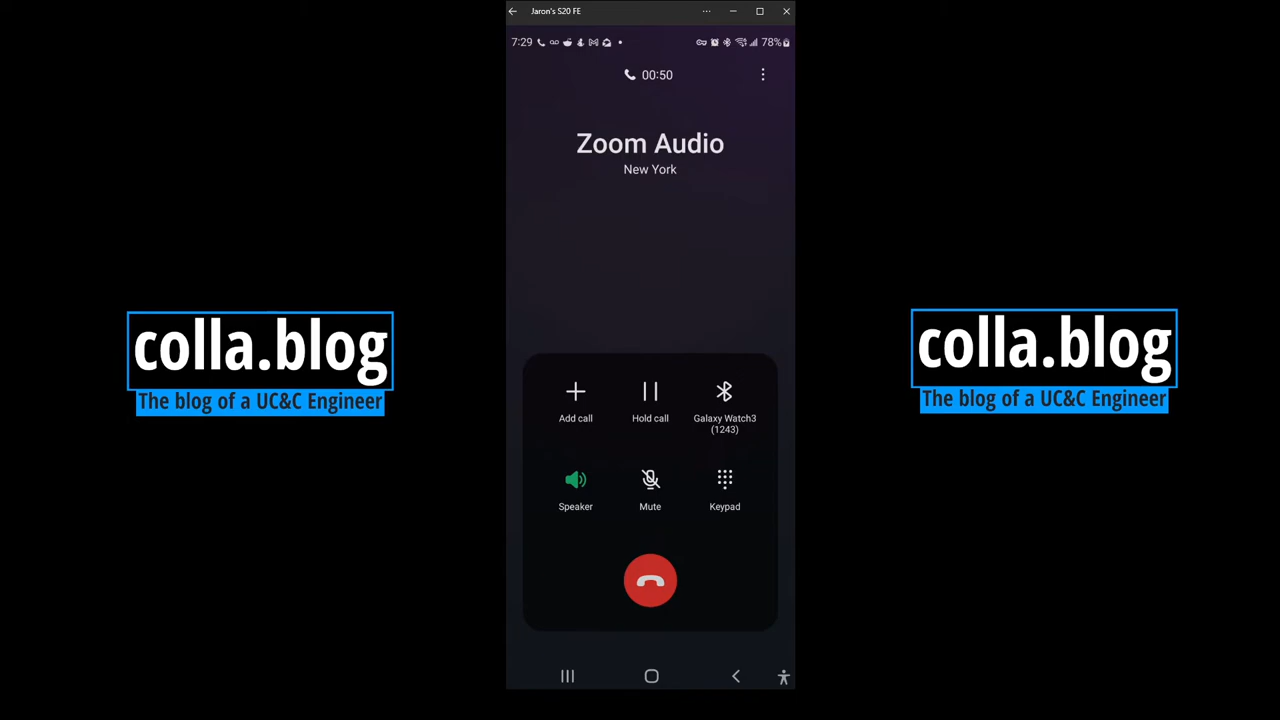 Jaron's S20 FE
7:29
78%
00:50
Zoom Audio
New York
colla.blog
The blog of a UC&C Engineer
colla.blog
The blog of a UC&C Engineer
Add call
Hold call
Galaxy Watch3
(1243)
Speaker
Mute
Keypad